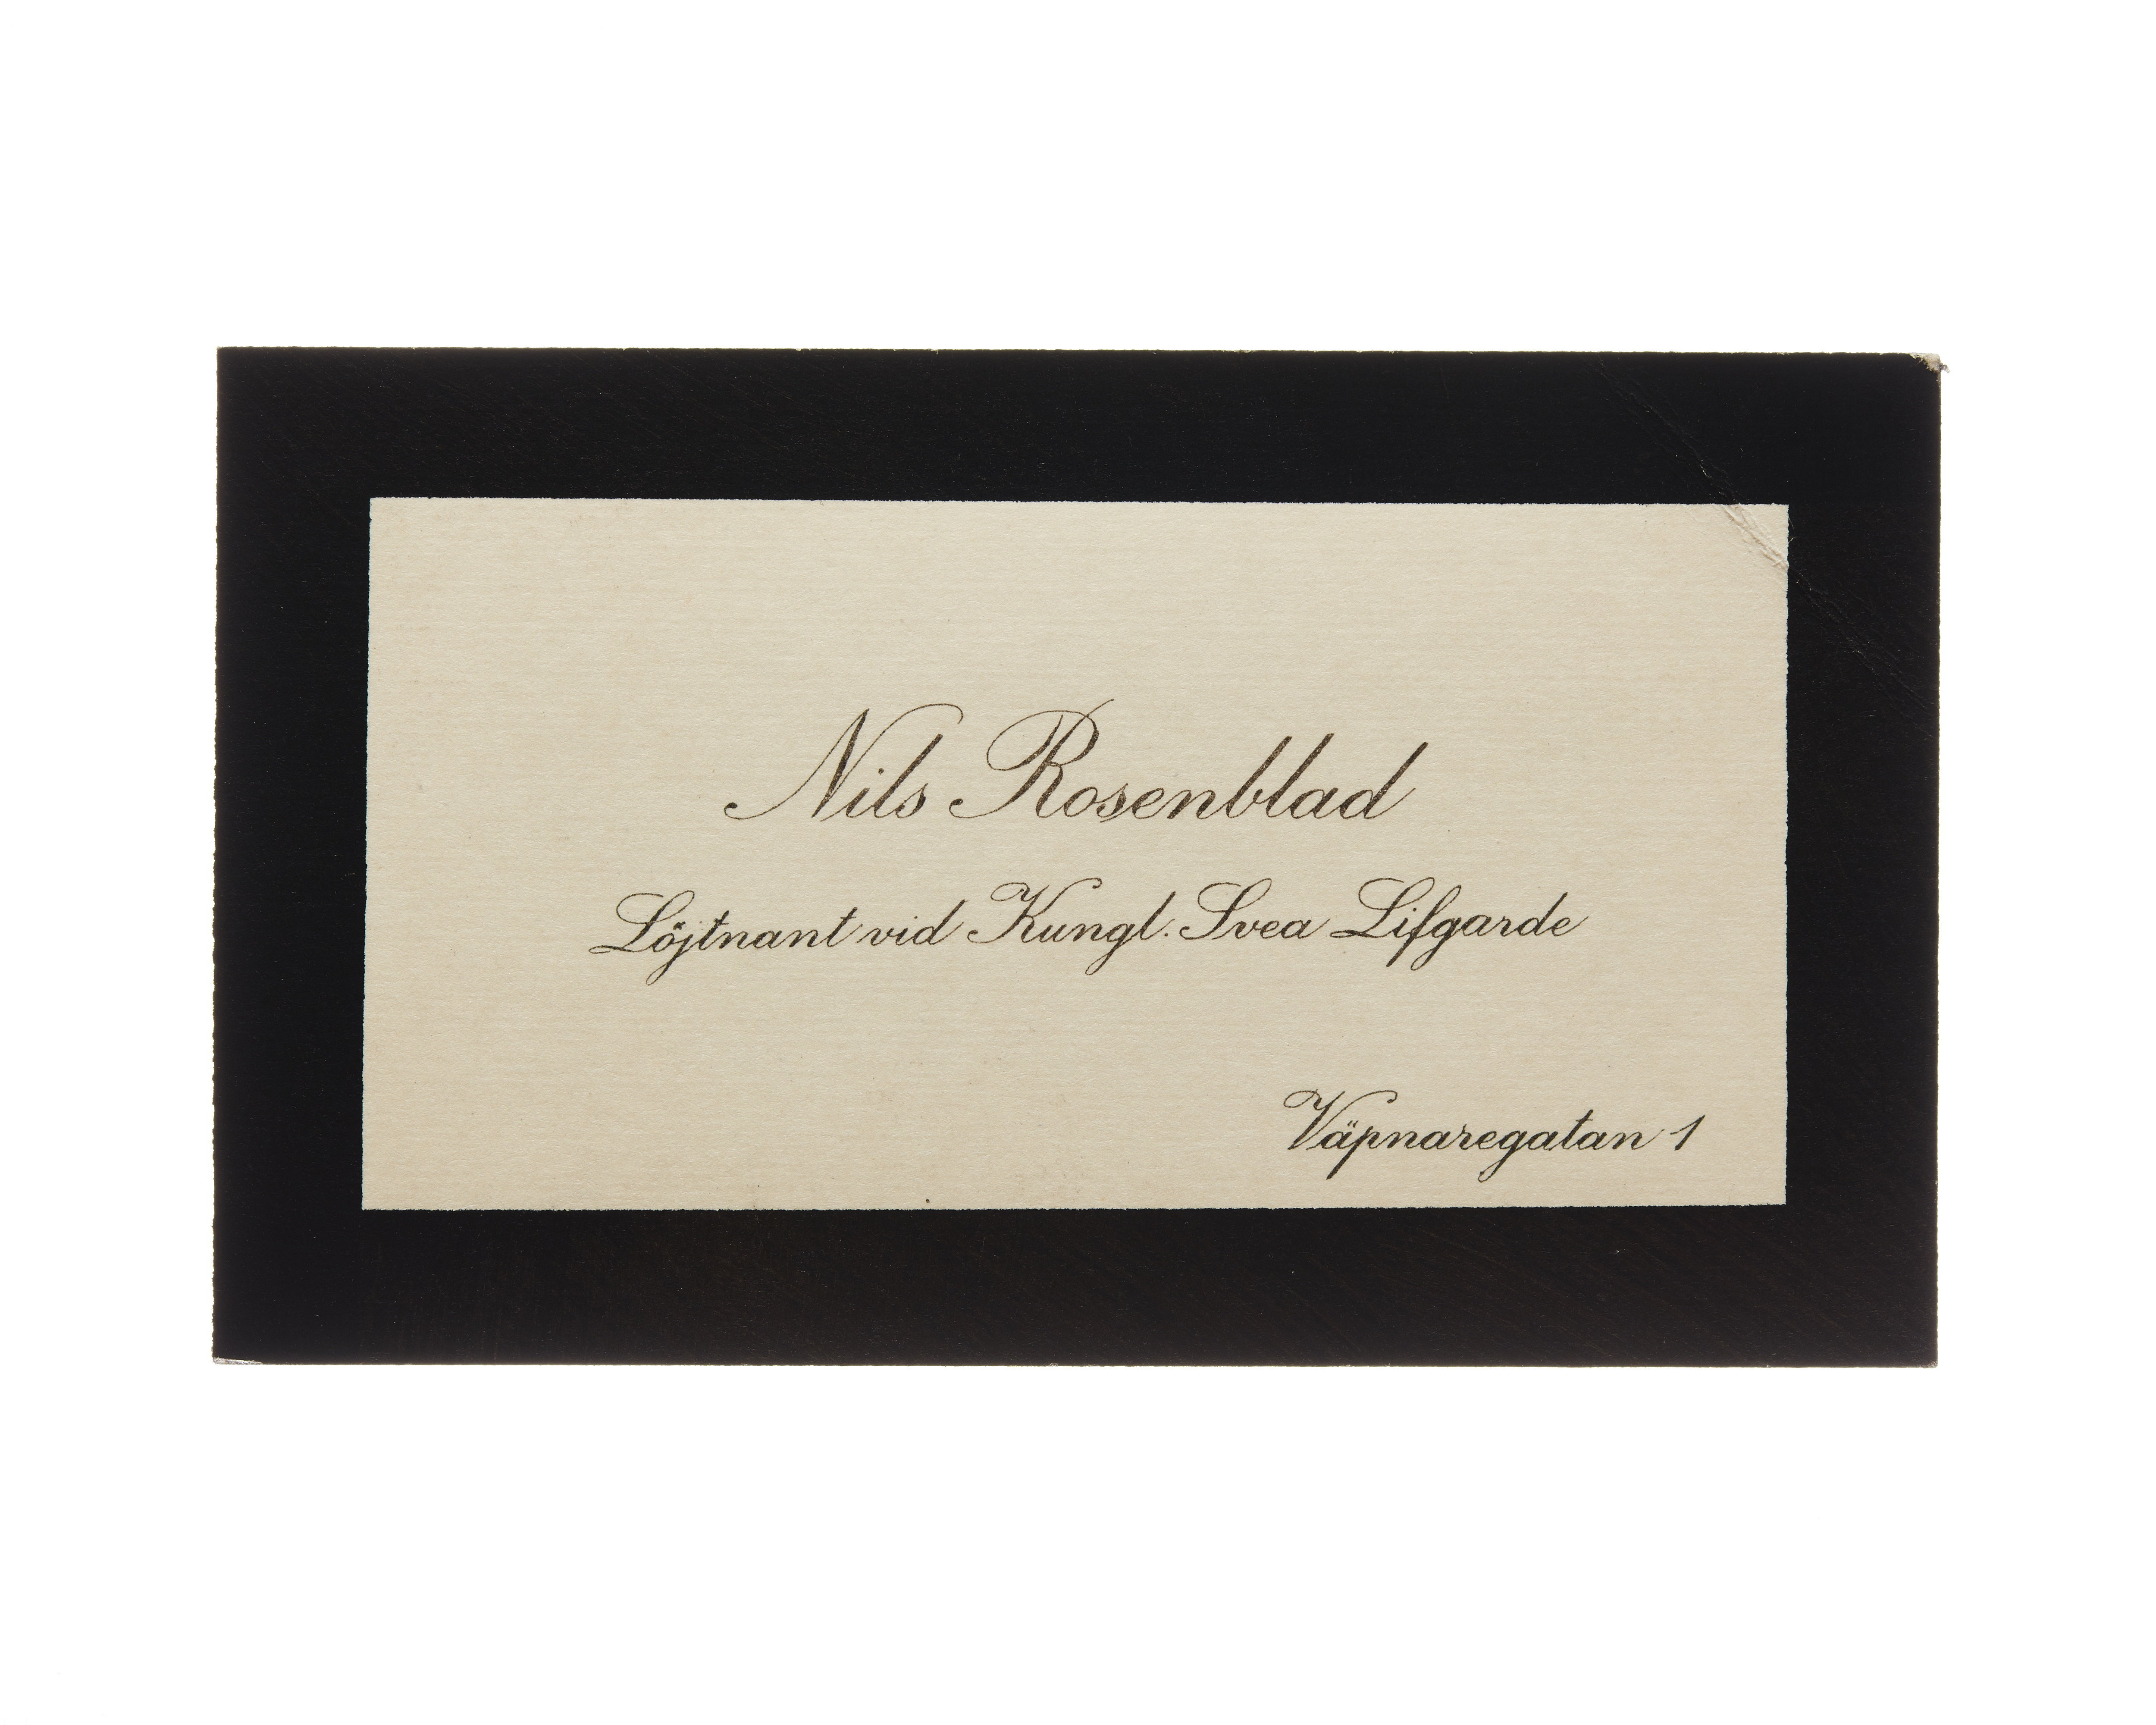 Nils Rosenblad
Löjtnant vid Kungl. Svea Lifgarde
Väpnaregatan 1